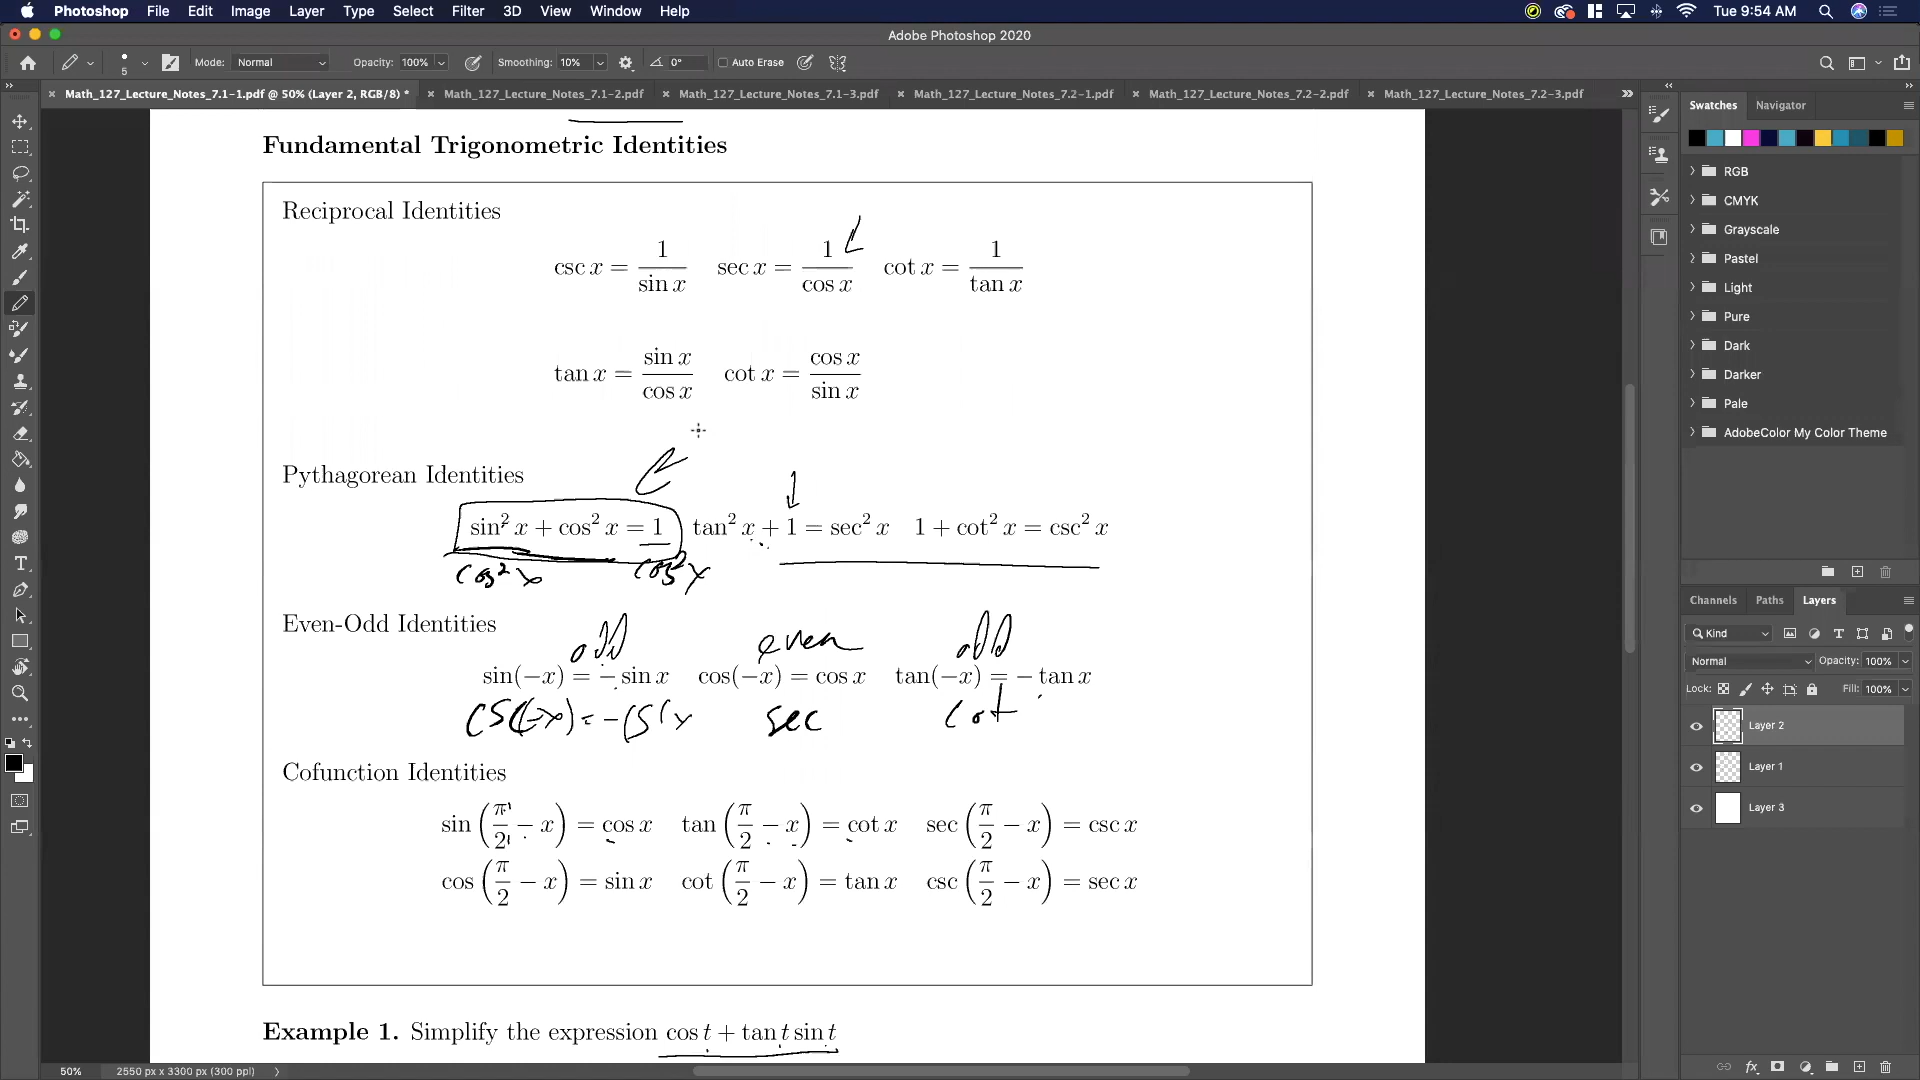 Photoshop File Edit Image Layer Type Select Filter 3D View Window Help Tue 9:54 AM
Adobe Photoshop 2020
5 Mode: Normal Opacity: 100% Smoothing: 10% 0° Auto Erase
Math_127_Lecture_Notes_7.1-1.pdf @ 50% (Layer 2, RGB/8) * Math_127_Lecture_Notes_7.1-2.pdf Math_127_Lecture_Notes_7.1-3.pdf Math_127_Lecture_Notes_7.2-1.pdf Math_127_Lecture_Notes_7.2-2.pdf Math_127_Lecture_Notes_7.2-3.pdf
Fundamental Trigonometric Identities
Reciprocal Identities
csc x = 1/sin x sec x = 1/cos x cot x = 1/tan x
tan x = sin x/cos x cot x = cos x/sin x
Pythagorean Identities
sin² x + cos² x = 1 tan² x + 1 = sec² x 1 + cot² x = csc² x
cos² x cos² x
Even-Odd Identities
odd even odd
sin(−x) = − sin x cos(−x) = cos x tan(−x) = − tan x
csc(-x) = -csc x sec cot
Cofunction Identities
sin (π/2 − x) = cos x tan (π/2 − x) = cot x sec (π/2 − x) = csc x
cos (π/2 − x) = sin x cot (π/2 − x) = tan x csc (π/2 − x) = sec x
Example 1. Simplify the expression cos t + tan t sin t
50% 2550 px x 3300 px (300 ppi)
Swatches Navigator
RGB
CMYK
Grayscale
Pastel
Light
Pure
Dark
Darker
Pale
AdobeColor My Color Theme
Channels Paths Layers
Kind
Normal Opacity: 100%
Lock: Fill: 100%
Layer 2
Layer 1
Layer 3
fx